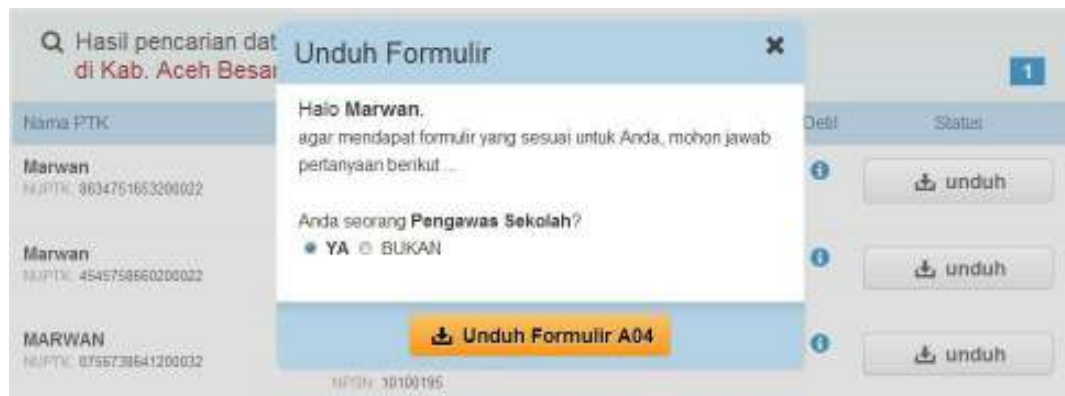 Hasil pencarian dat
di Kab. Aceh Besar
Unduh Formulir
1
Nama PTK
Detil
Status
Halo Marwan,
agar mendapat formulir yang sesuai untuk Anda, mohon jawab
pertanyaan berikut ...
Anda seorang Pengawas Sekolah?
YA BUKAN
Unduh Formulir A04
Marwan
NUPTK: 8634751653200022
unduh
Marwan
NUPTK: 4545758660200022
unduh
MARWAN
NUPTK: 0756738641200032
unduh
NPSN: 10100195